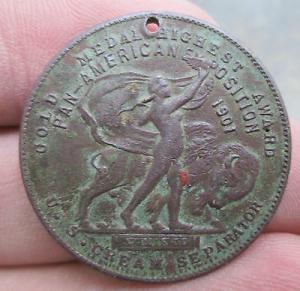 GOLD MEDAL HIGHEST AWARD
PAN-AMERICAN EXPOSITION
1901
U.S. CREAM SEPARATOR